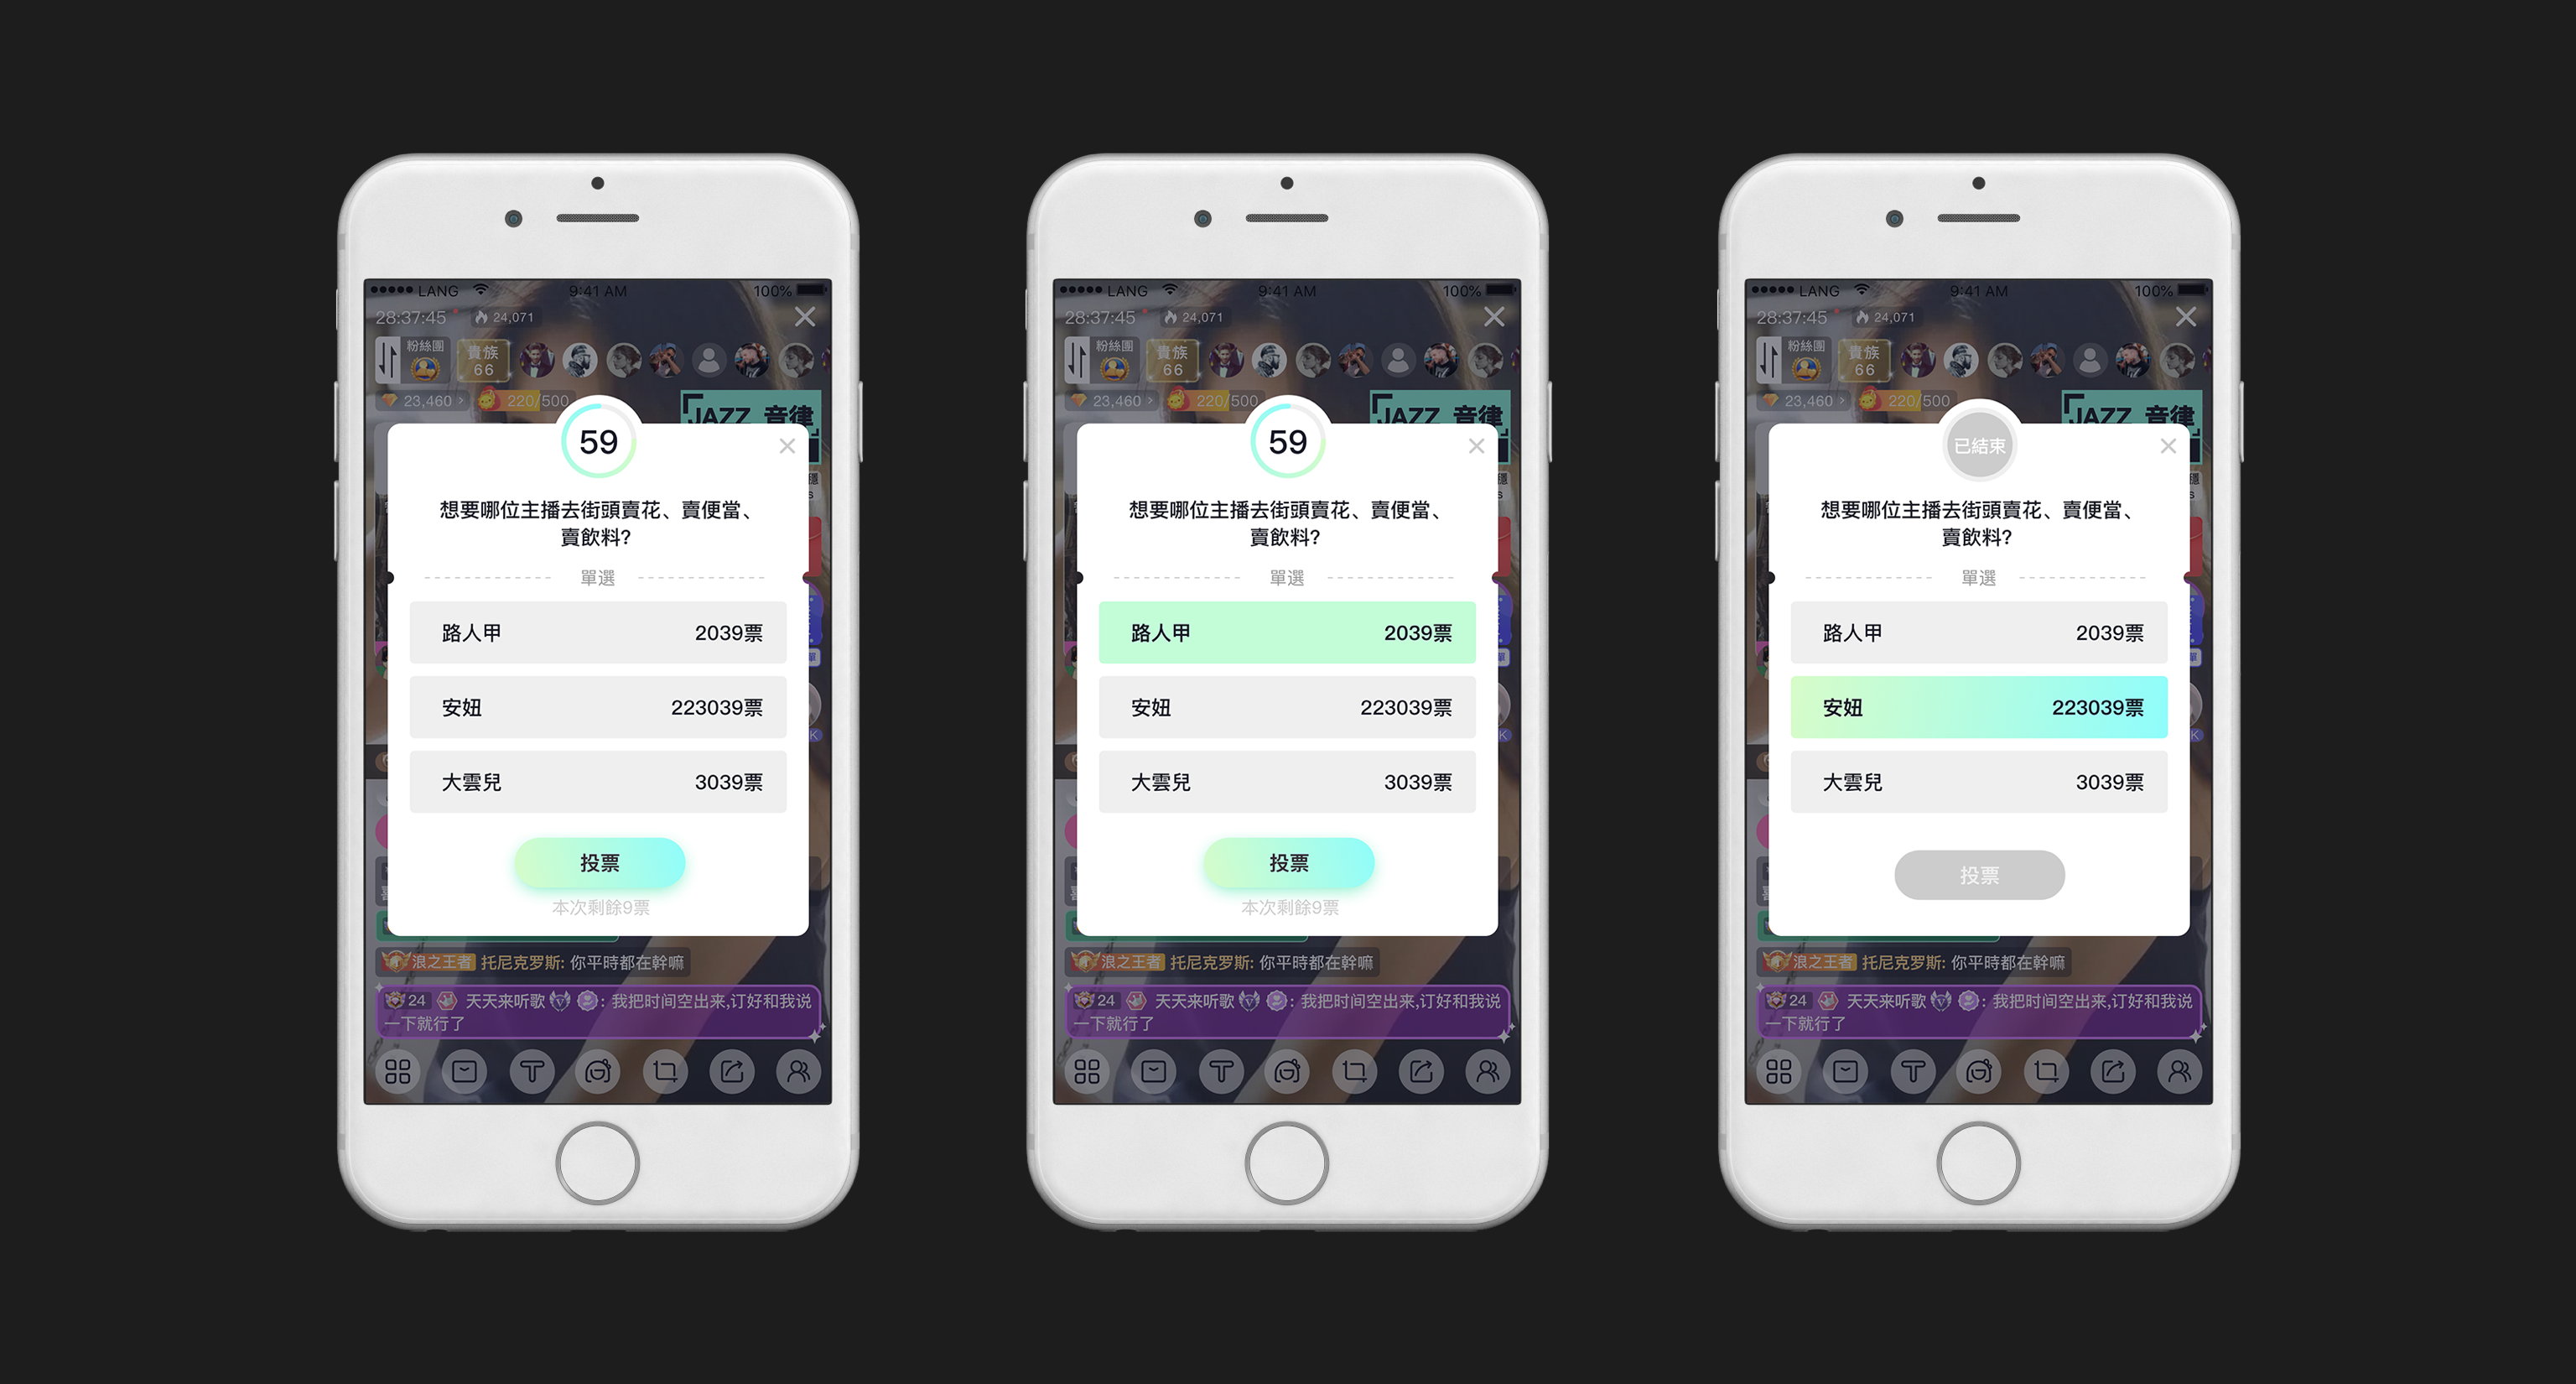 LANG 9:41 AM 100%
28:37:45 24,071
粉絲團 貴族
66
23,460 220/500
JAZZ 音律
59
想要哪位主播去街頭賣花、賣便當、
賣飲料?
單選
路人甲 2039票
安妞 223039票
大雲兒 3039票
投票
本次剩餘9票
浪之王者 托尼克罗斯: 你平時都在幹嘛
24 天天来听歌 V : 我把时间空出来,订好和我说
一下就行了
LANG 9:41 AM 100%
28:37:45 24,071
粉絲團 貴族
66
23,460 220/500
JAZZ 音律
59
想要哪位主播去街頭賣花、賣便當、
賣飲料?
單選
路人甲 2039票
安妞 223039票
大雲兒 3039票
投票
本次剩餘9票
浪之王者 托尼克罗斯: 你平時都在幹嘛
24 天天来听歌 V : 我把时间空出来,订好和我说
一下就行了
LANG 9:41 AM 100%
28:37:45 24,071
粉絲團 貴族
66
23,460 220/500
JAZZ 音律
已結束
想要哪位主播去街頭賣花、賣便當、
賣飲料?
單選
路人甲 2039票
安妞 223039票
大雲兒 3039票
投票
浪之王者 托尼克罗斯: 你平時都在幹嘛
24 天天来听歌 V : 我把时间空出来,订好和我说
一下就行了